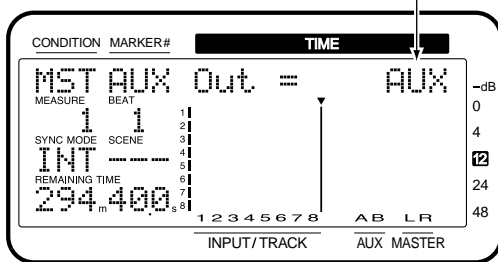 CONDITION MARKER# TIME
MST AUX Out = AUX
MEASURE BEAT
1 1
SYNC MODE SCENE
INT ---
REMAINING TIME
294m40.0s
1
2
3
4
5
6
7
8
1 2 3 4 5 6 7 8 A B L R
INPUT/TRACK AUX MASTER
–dB
0
4
12
24
48